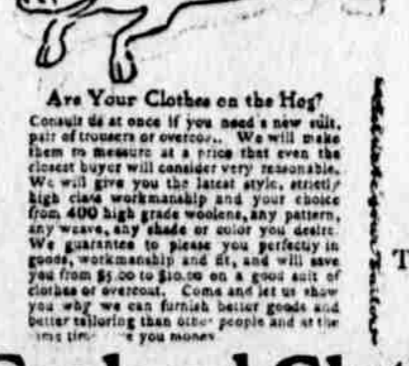 Are Your Clothes on the Hog?
Consult us at once if you need a new suit,
pair of trousers or overcoat. We will make
them to measure at a price that even the
closest buyer will consider very reasonable.
We will give you the latest style, strictly
high class workmanship and your choice
from 400 high grade woolens, any pattern,
any weave, any shade or color you desire.
We guarantee to please you perfectly in
goods, workmanship and fit, and will save
you from $5.00 to $10.00 on a good suit of
clothes or overcoat. Come and let us show
you why we can furnish better goods and
better tailoring than other people and at the
same time you money
T